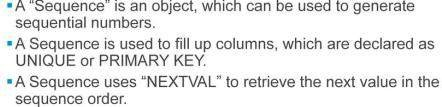 ▪ A “Sequence” is an object, which can be used to generate
sequential numbers.
▪ A Sequence is used to fill up columns, which are declared as
UNIQUE or PRIMARY KEY.
▪ A Sequence uses “NEXTVAL” to retrieve the next value in the
sequence order.